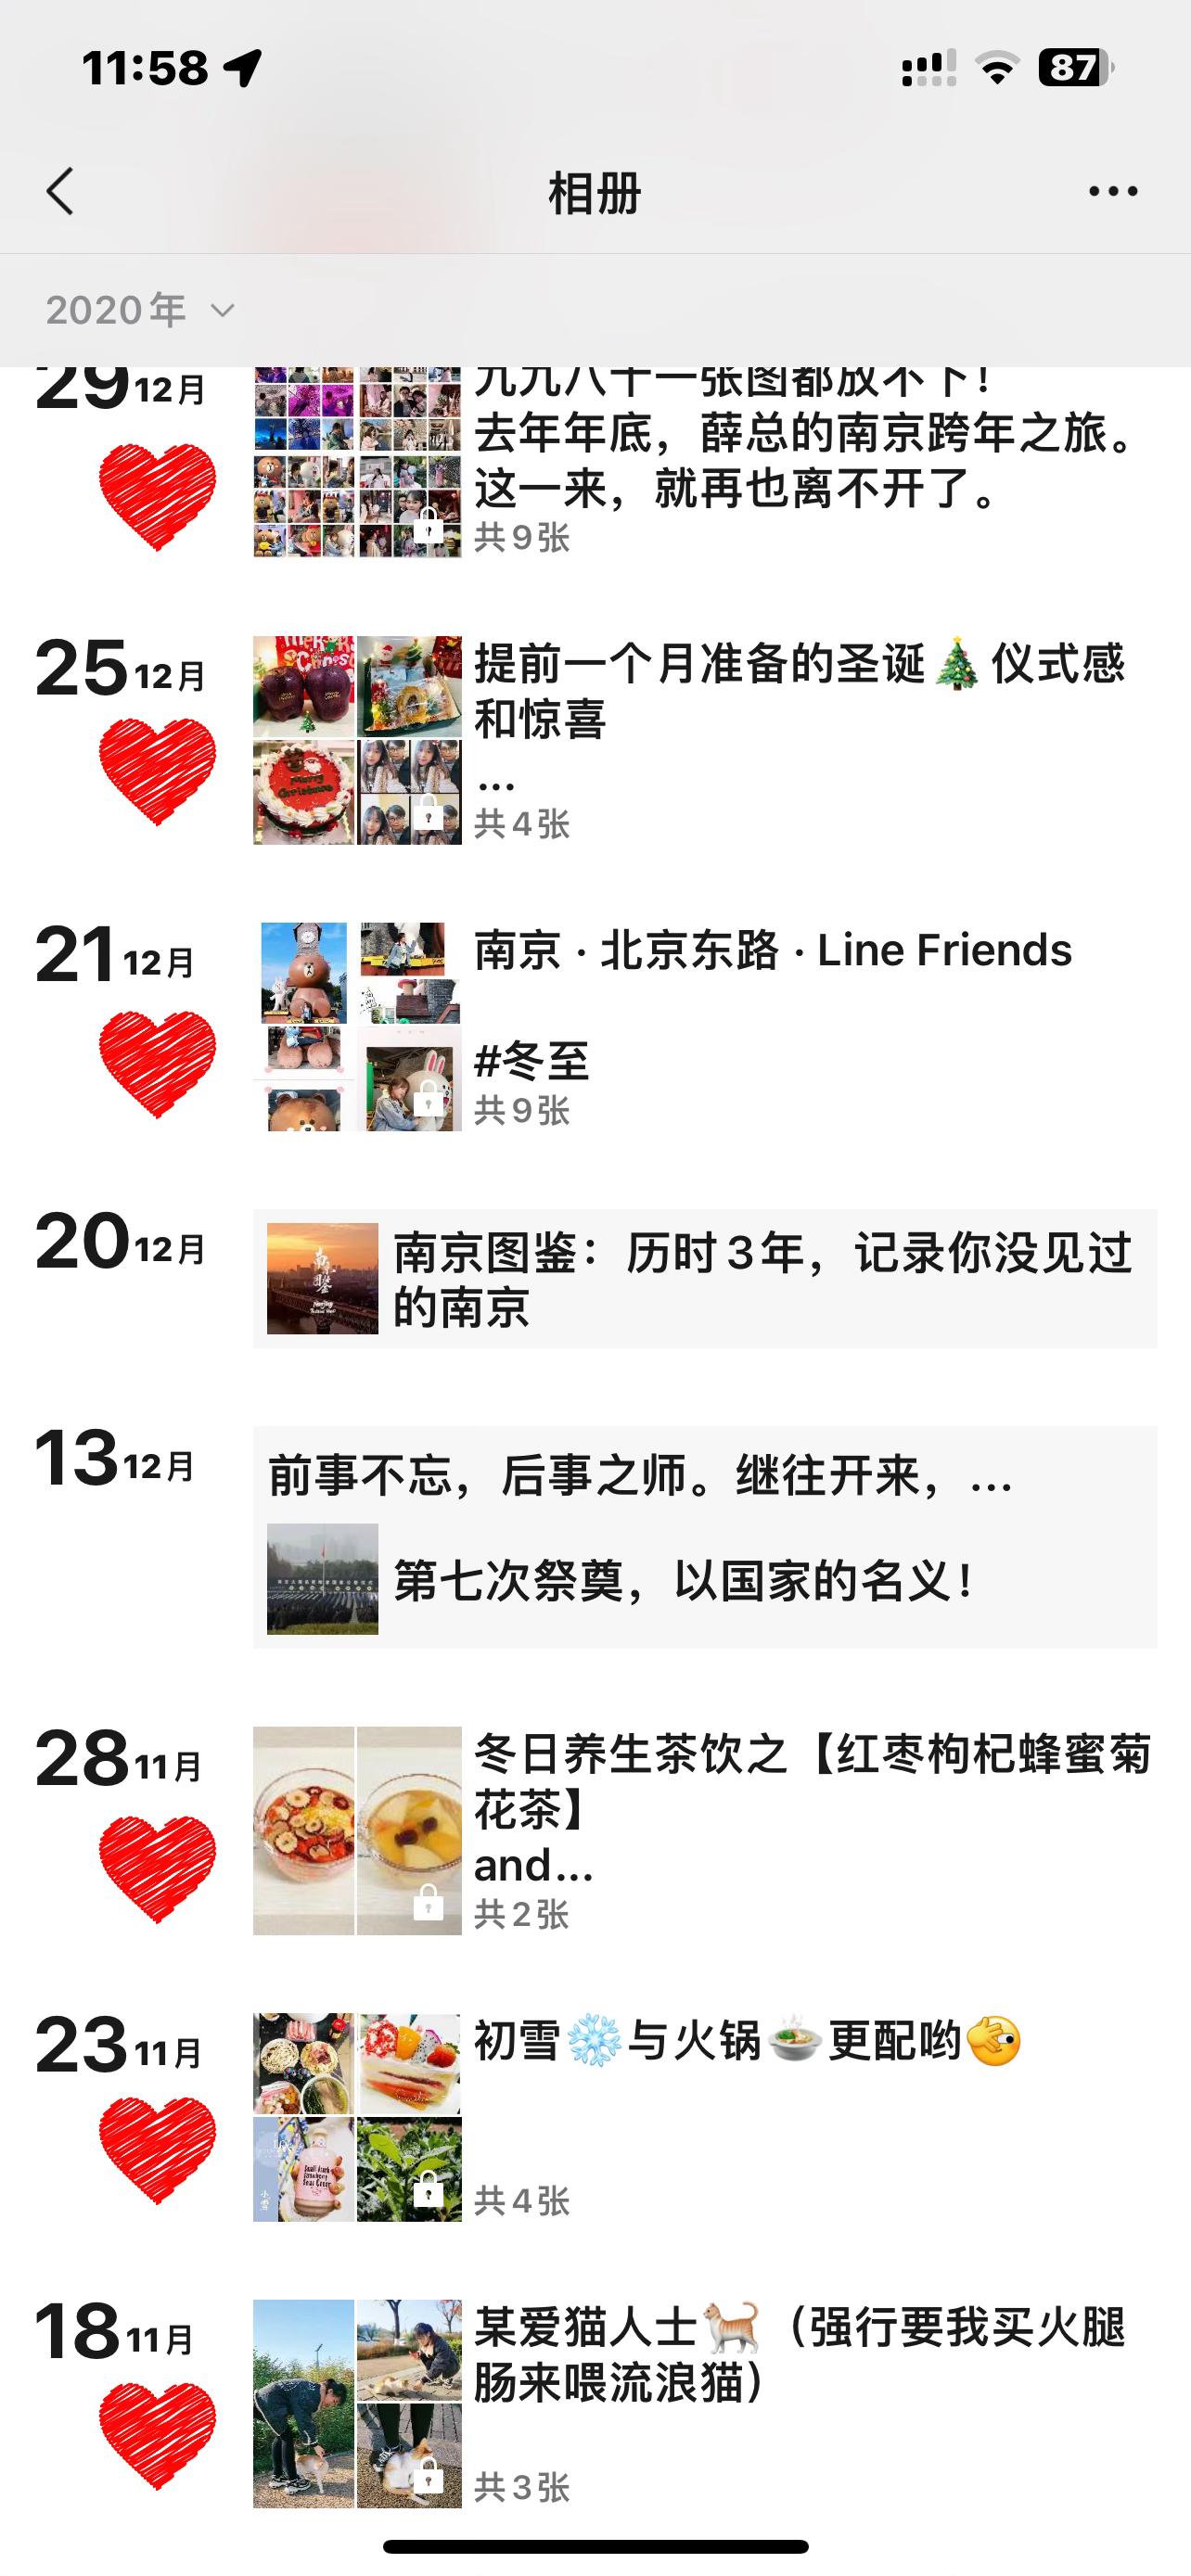 11:58
87
相册
2020年
29 12月
九九八十一张图都放不下！
去年年底，薛总的南京跨年之旅。
这一来，就再也离不开了。
共9张
25 12月
提前一个月准备的圣诞🎄仪式感
和惊喜
...
共4张
Merry
Christmas
21 12月
南京 · 北京东路 · Line Friends
#冬至
共9张
20 12月
南京图鉴：历时3年，记录你没见过
的南京
南京
图鉴
13 12月
前事不忘，后事之师。继往开来，...
第七次祭奠，以国家的名义！
28 11月
冬日养生茶饮之【红枣枸杞蜂蜜菊
花茶】
and...
共2张
23 11月
初雪❄️与火锅🍲更配哟🫣
小雪
共4张
18 11月
某爱猫人士🐈（强行要我买火腿
肠来喂流浪猫）
共3张